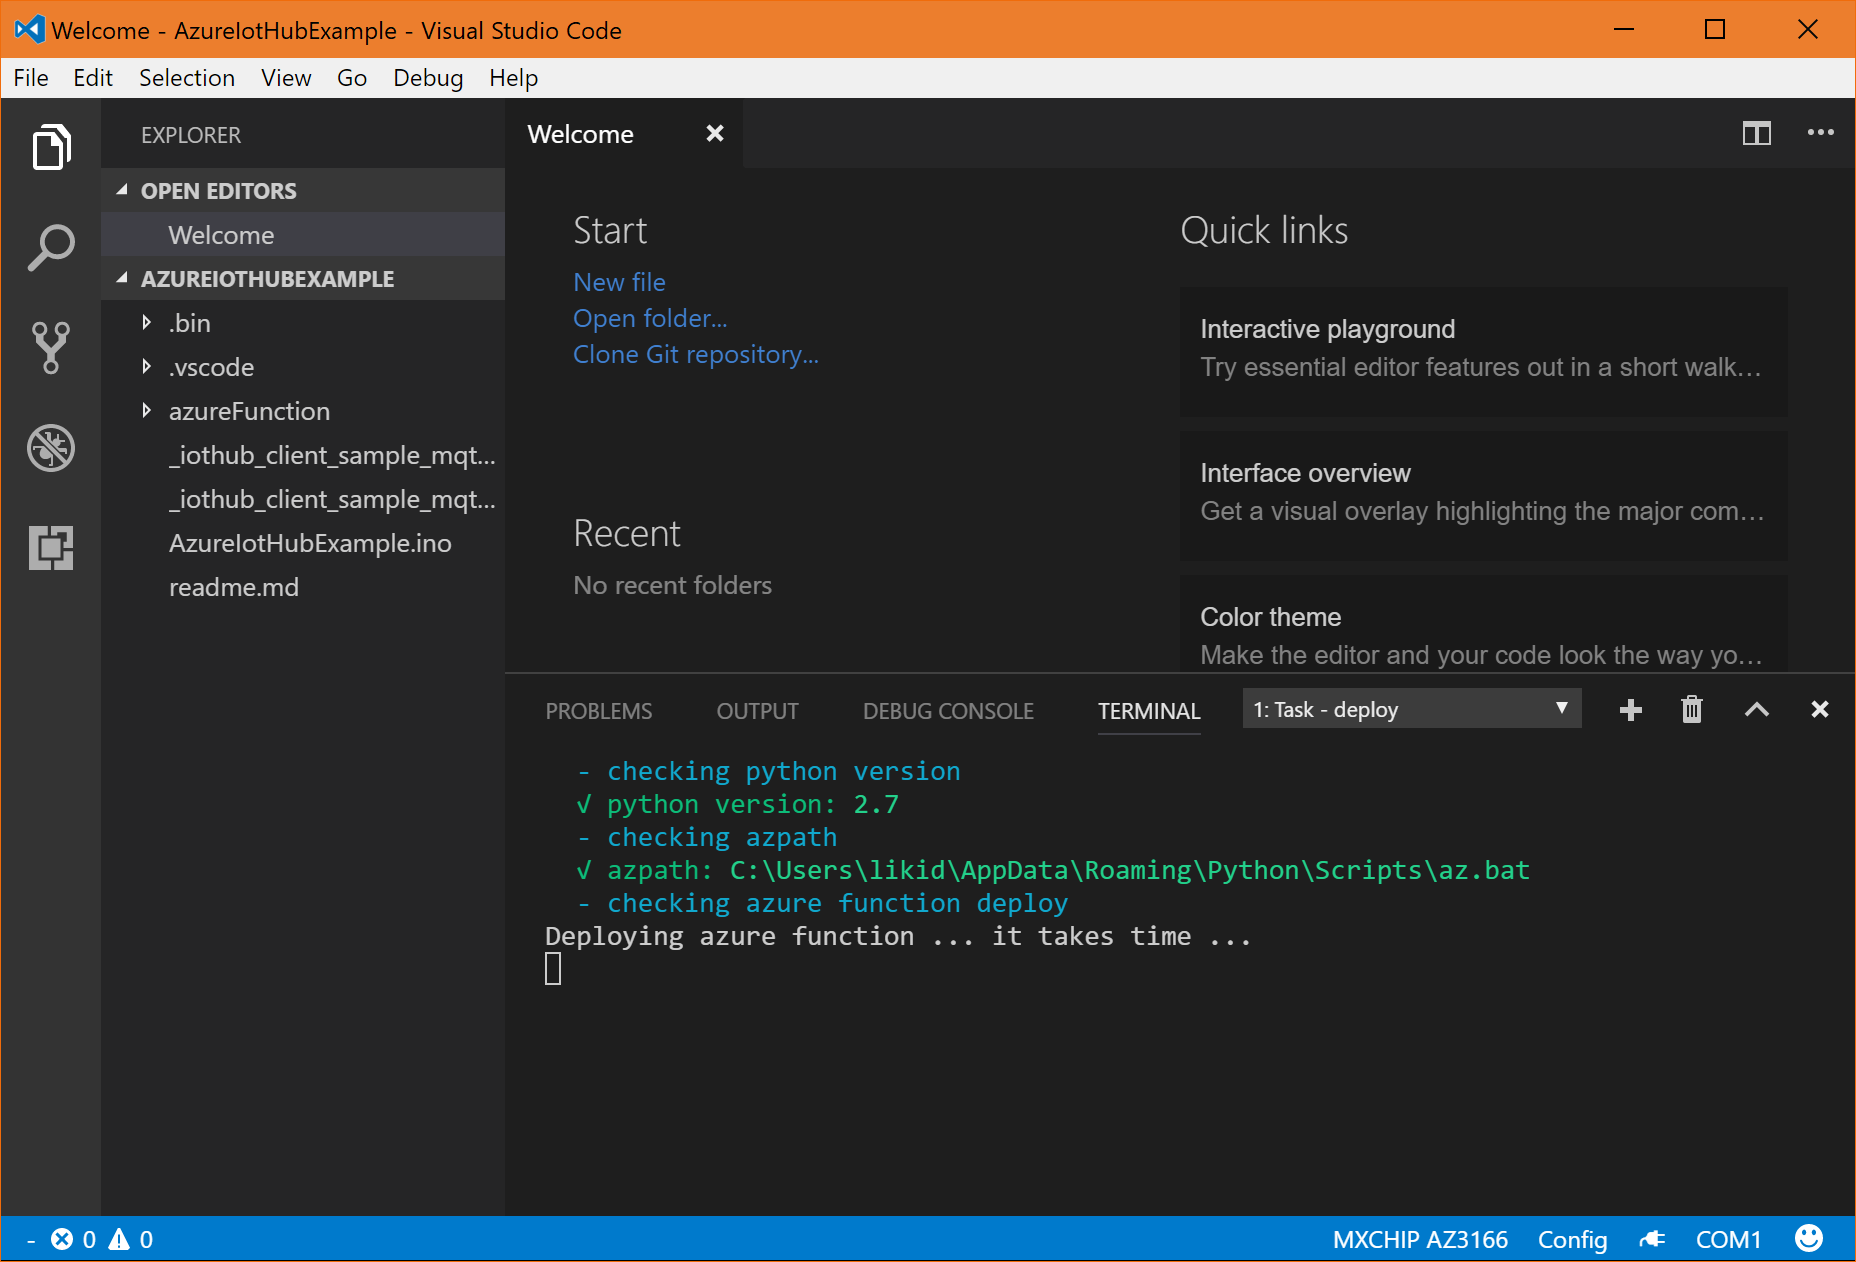 Welcome - AzureIotHubExample - Visual Studio Code
File Edit Selection View Go Debug Help
EXPLORER
OPEN EDITORS
Welcome
AZUREIOTHUBEXAMPLE
.bin
.vscode
azureFunction
_iothub_client_sample_mqt...
_iothub_client_sample_mqt...
AzureIotHubExample.ino
readme.md
Welcome
Start
New file
Open folder...
Clone Git repository...
Recent
No recent folders
Quick links
Interactive playground
Try essential editor features out in a short walk...
Interface overview
Get a visual overlay highlighting the major com...
Color theme
Make the editor and your code look the way yo...
PROBLEMS OUTPUT DEBUG CONSOLE TERMINAL 1: Task - deploy
- checking python version
√ python version: 2.7
- checking azpath
√ azpath: C:\Users\likid\AppData\Roaming\Python\Scripts\az.bat
- checking azure function deploy
Deploying azure function ... it takes time ...
- 0 0 MXCHIP AZ3166 Config COM1